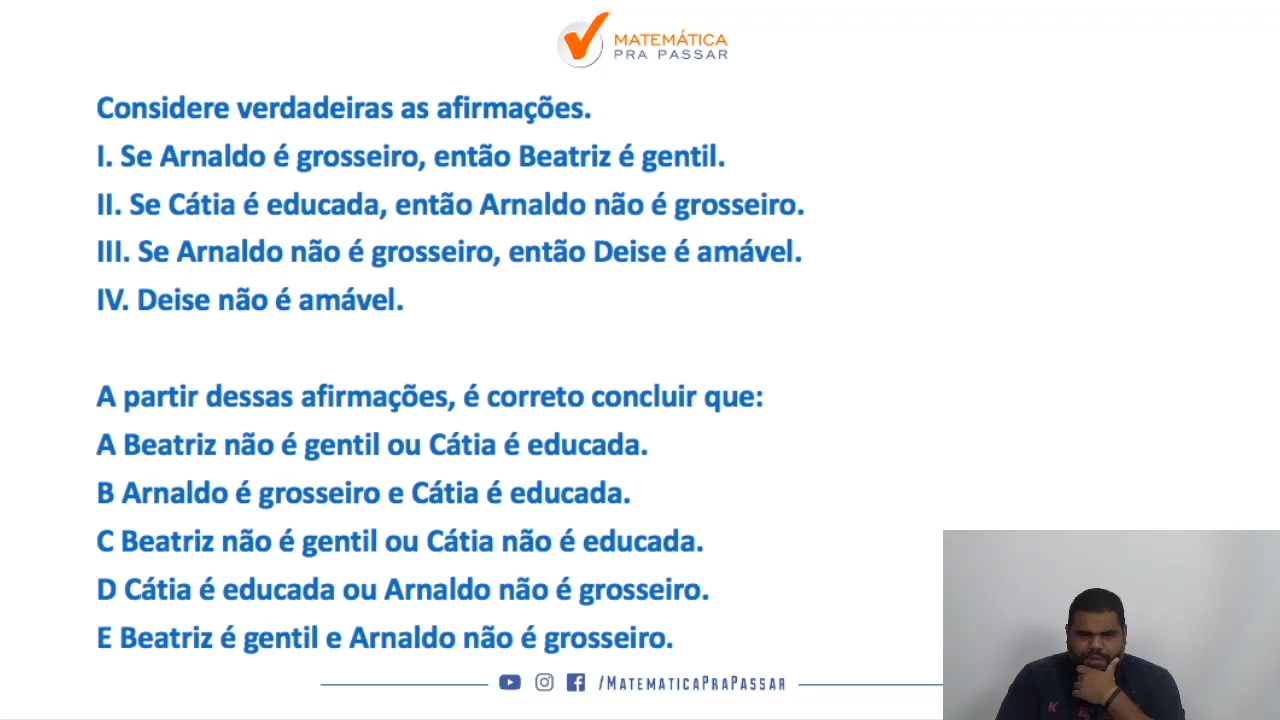 MATEMÁTICA
PRA PASSAR
Considere verdadeiras as afirmações.
I. Se Arnaldo é grosseiro, então Beatriz é gentil.
II. Se Cátia é educada, então Arnaldo não é grosseiro.
III. Se Arnaldo não é grosseiro, então Deise é amável.
IV. Deise não é amável.
A partir dessas afirmações, é correto concluir que:
A Beatriz não é gentil ou Cátia é educada.
B Arnaldo é grosseiro e Cátia é educada.
C Beatriz não é gentil ou Cátia não é educada.
D Cátia é educada ou Arnaldo não é grosseiro.
E Beatriz é gentil e Arnaldo não é grosseiro.
/MATEMATICAPRAPASSAR